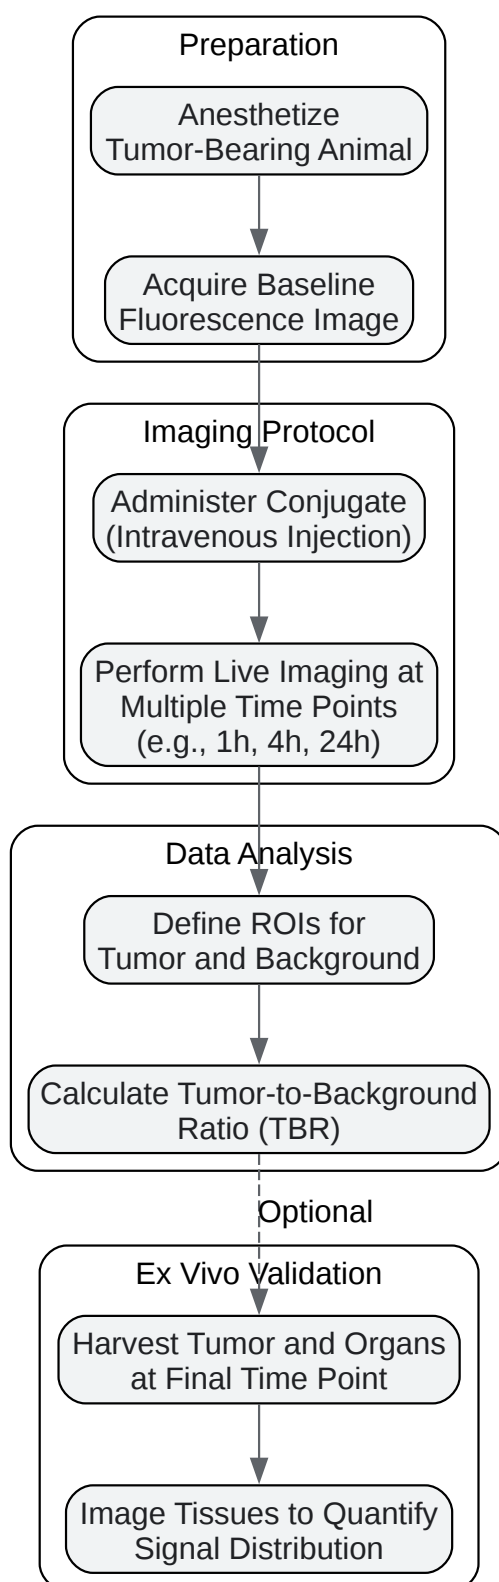 Preparation
Anesthetize
Tumor-Bearing Animal
Acquire Baseline
Fluorescence Image
Imaging Protocol
Administer Conjugate
(Intravenous Injection)
Perform Live Imaging at
Multiple Time Points
(e.g., 1h, 4h, 24h)
Data Analysis
Define ROIs for
Tumor and Background
Calculate Tumor-to-Background
Ratio (TBR)
Optional
Ex Vivo Validation
Harvest Tumor and Organs
at Final Time Point
Image Tissues to Quantify
Signal Distribution